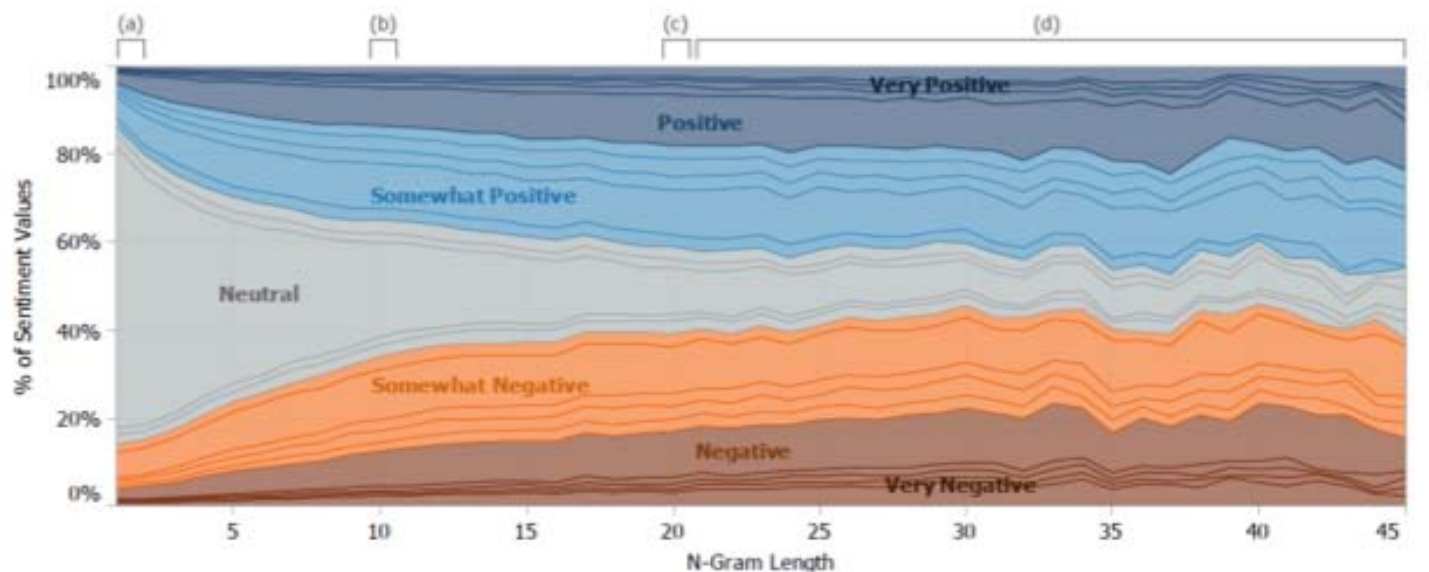 (a) (b) (c) (d)
100%
Very Positive
Positive
80%
Somewhat Positive
60%
Neutral
40%
Somewhat Negative
20%
Negative
0%
Very Negative
% of Sentiment Values
5 10 15 20 25 30 35 40 45
N-Gram Length